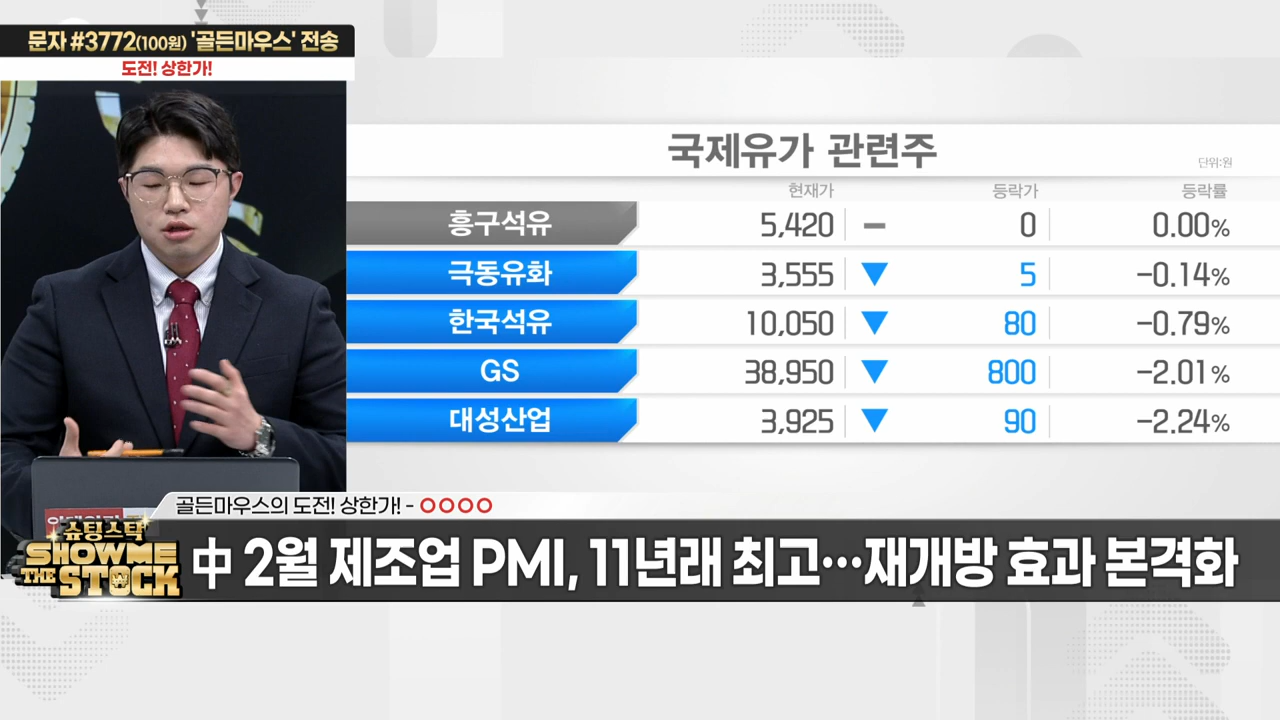 문자 #3772(100원) '골든마우스' 전송
도전! 상한가!
국제유가 관련주
단위:원
현재가 등락가 등락률
흥구석유 5,420 0 0.00%
극동유화 3,555 ▼ 5 -0.14%
한국석유 10,050 ▼ 80 -0.79%
GS 38,950 ▼ 800 -2.01%
대성산업 3,925 ▼ 90 -2.24%
골든마우스의 도전! 상한가! - ○○○○
슈팅스탁
SHOW ME
THE STOCK
中 2월 제조업 PMI, 11년래 최고…재개방 효과 본격화